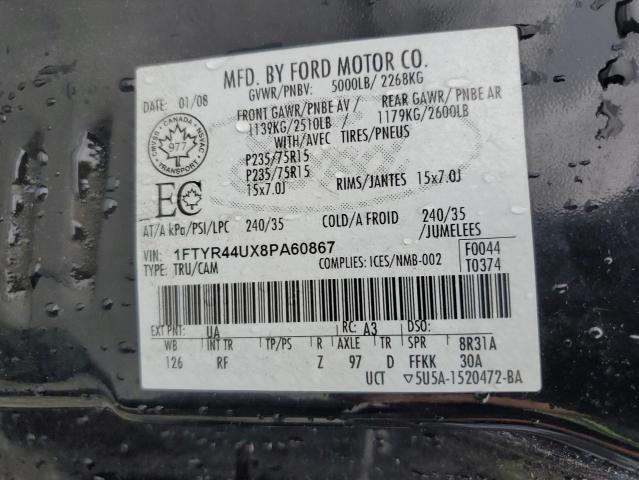 MFD. BY FORD MOTOR CO.
DATE: 01/08
GVWR/PNBV: 5000LB/ 2268KG
FRONT GAWR/PNBE AV / REAR GAWR/ PNBE AR
1139KG/2510LB 1179KG/2600LB
WITH/AVEC TIRES/PNEUS
P235/75R15
P235/75R15
15x7.0J RIMS/JANTES 15x7.0J
CANADA
977
TRANSPORT
EC
AT/A kPa/PSI/LPC 240/35 COLD/A FROID 240/35
/JUMELEES
VIN: 1FTYR44UX8PA60867 F0044
TYPE: TRU/CAM COMPLIES: ICES/NMB-002 T0374
EXT PNT: UA RC: A3 DSO:
WB INT TR TP/PS R AXLE TR SPR 8R31A
126 RF Z 97 D FFKK 30A
UCT ▽5U5A-1520472-BA